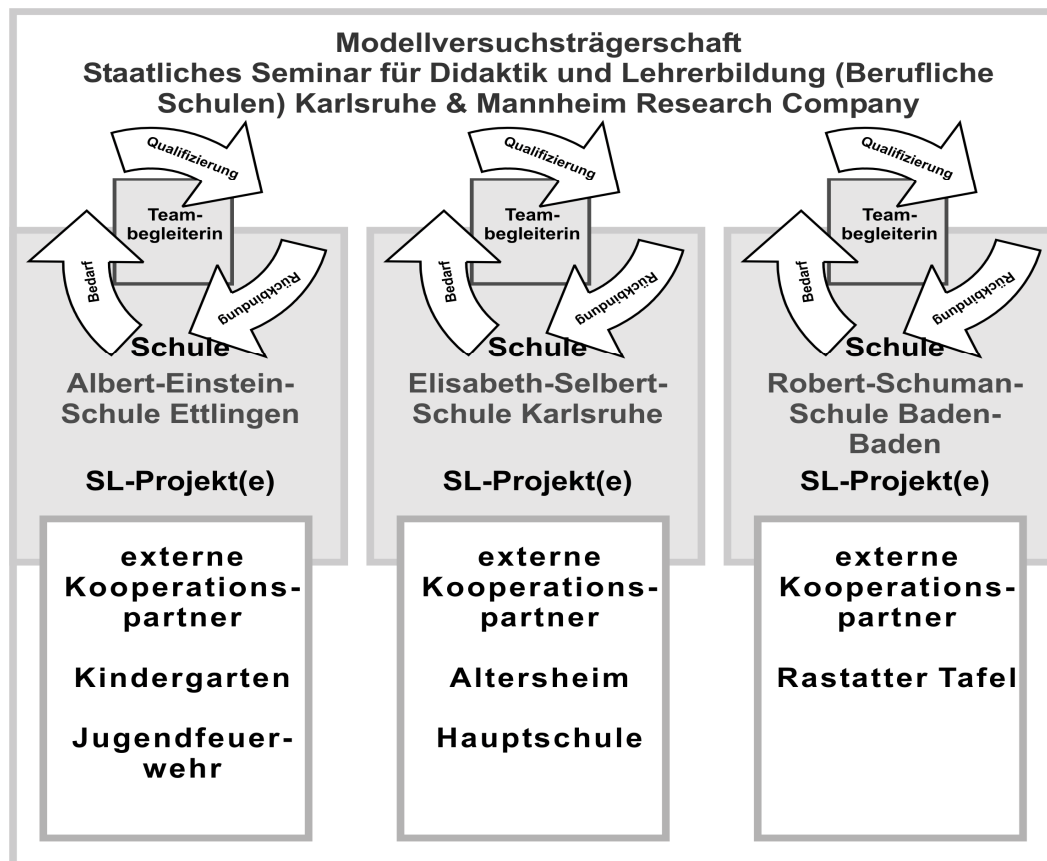 Modellversuchsträgerschaft
Staatliches Seminar für Didaktik und Lehrerbildung (Berufliche
Schulen) Karlsruhe & Mannheim Research Company
Qualifizierung
Team-
begleiterin
Bedarf
Rückbindung
Schule
Albert-Einstein-
Schule Ettlingen
SL-Projekt(e)
externe
Kooperations-
partner
Kindergarten
Jugendfeuer-
wehr
Qualifizierung
Team-
begleiterin
Bedarf
Rückbindung
Schule
Elisabeth-Selbert-
Schule Karlsruhe
SL-Projekt(e)
externe
Kooperations-
partner
Altersheim
Hauptschule
Qualifizierung
Team-
begleiterin
Bedarf
Rückbindung
Schule
Robert-Schuman-
Schule Baden-
Baden
SL-Projekt(e)
externe
Kooperations-
partner
Rastatter Tafel